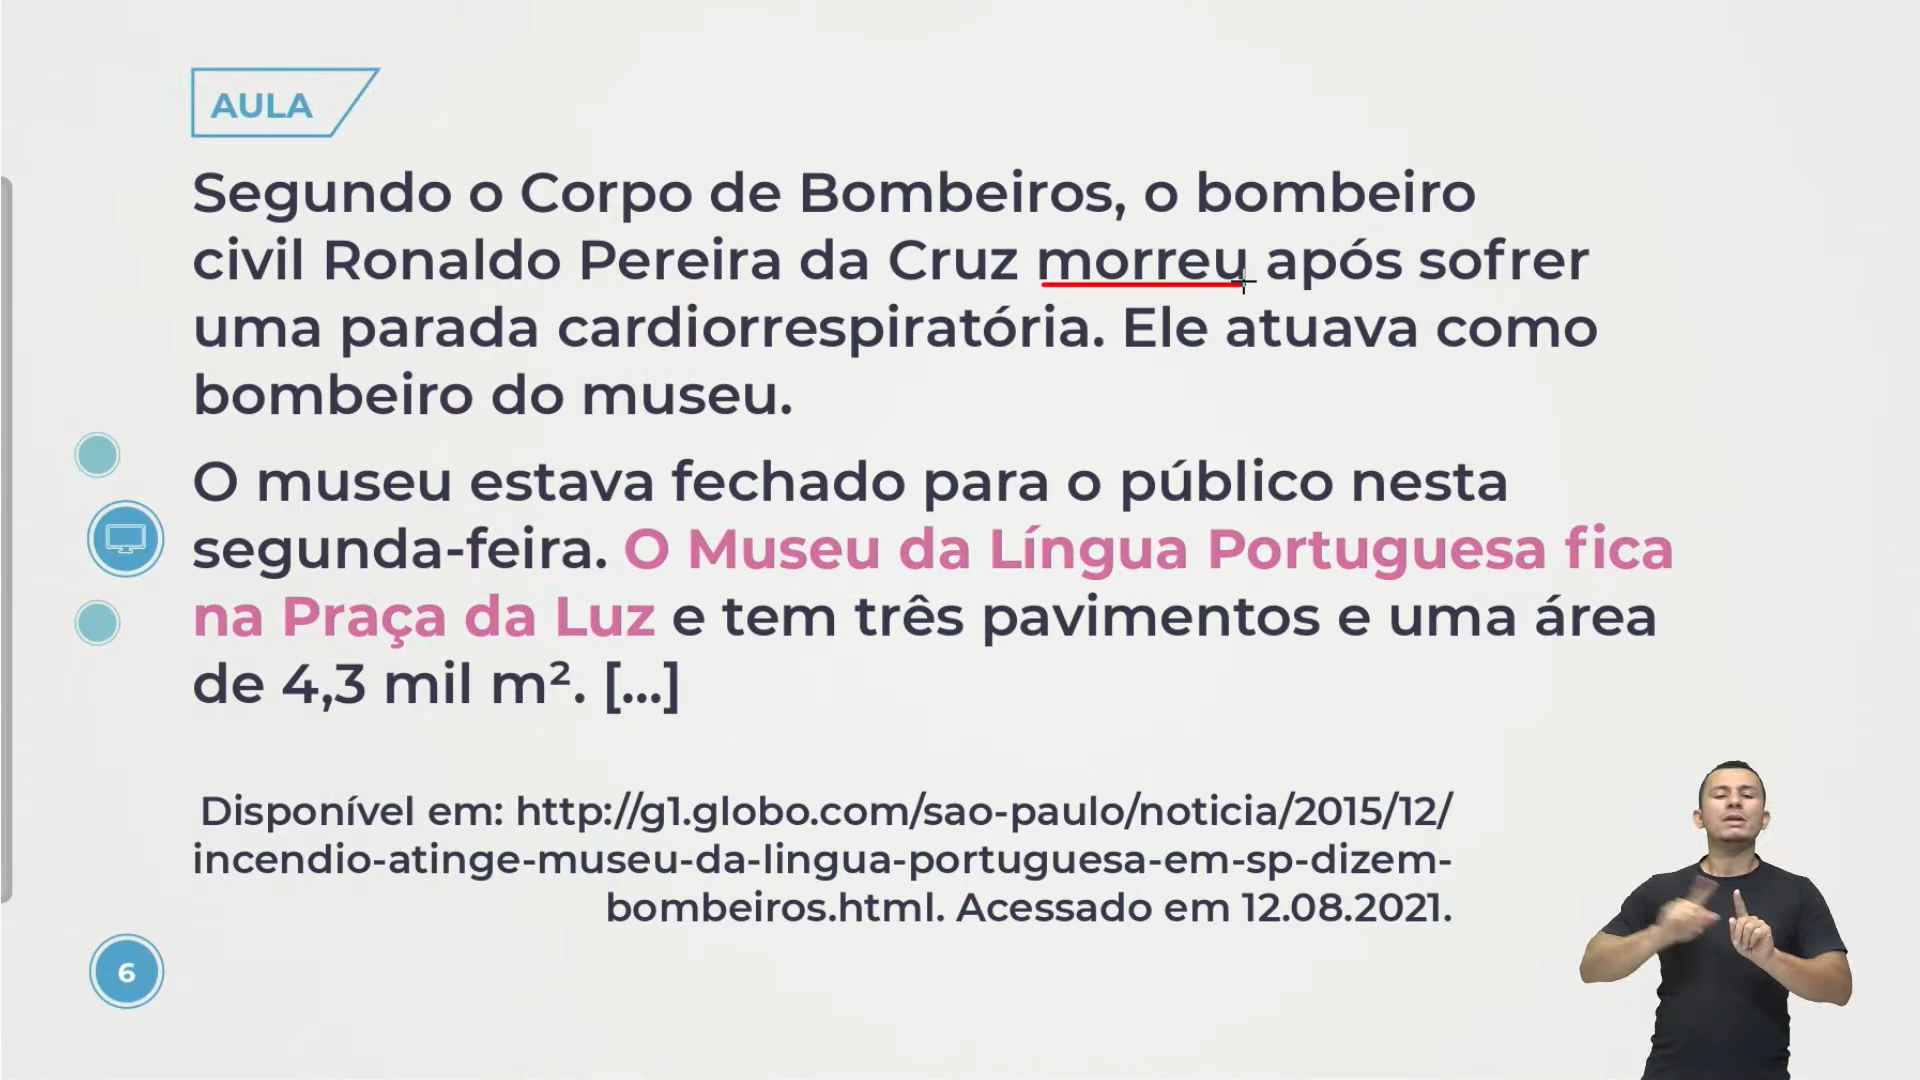 AULA
Segundo o Corpo de Bombeiros, o bombeiro
civil Ronaldo Pereira da Cruz morreu após sofrer
uma parada cardiorrespiratória. Ele atuava como
bombeiro do museu.
O museu estava fechado para o público nesta
segunda-feira. O Museu da Língua Portuguesa fica
na Praça da Luz e tem três pavimentos e uma área
de 4,3 mil m². [...]
Disponível em: http://g1.globo.com/sao-paulo/noticia/2015/12/
incendio-atinge-museu-da-lingua-portuguesa-em-sp-dizem-
bombeiros.html. Acessado em 12.08.2021.
6